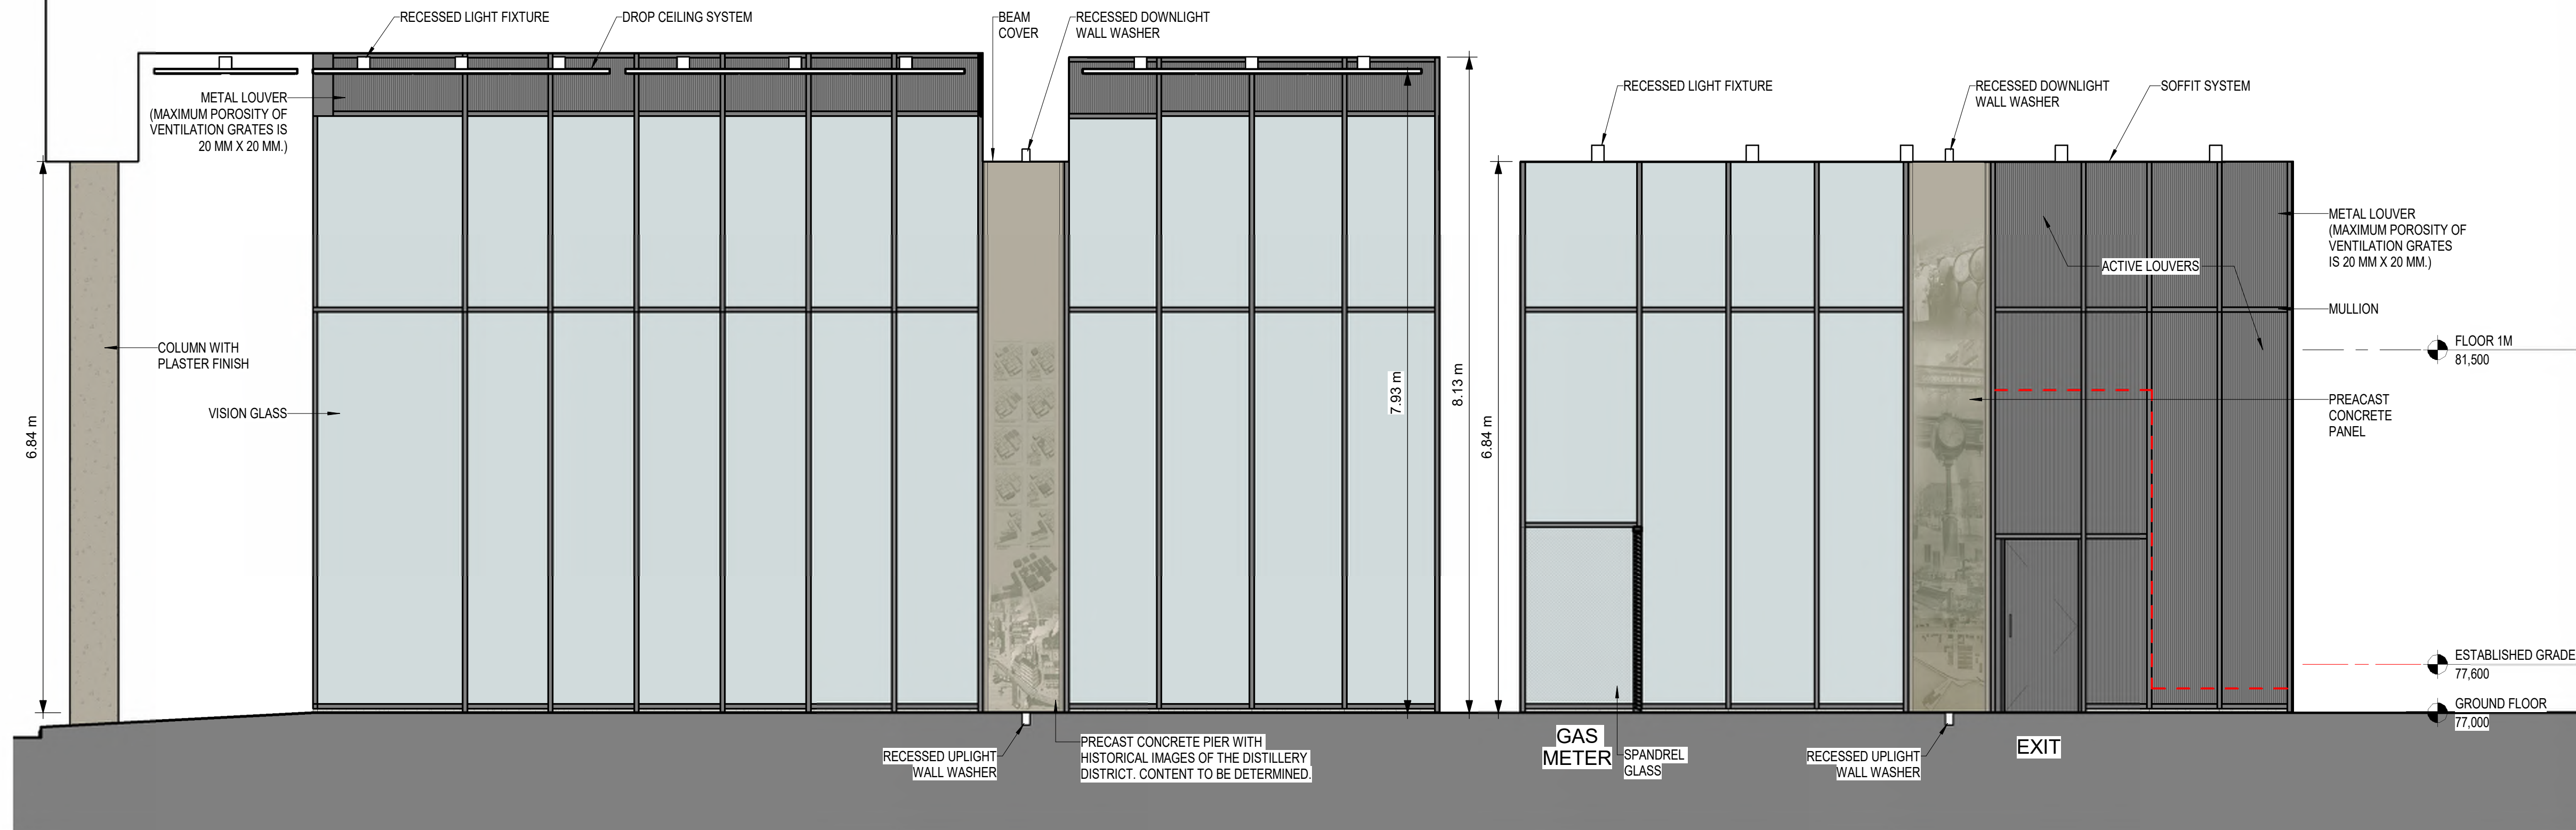 RECESSED LIGHT FIXTURE
DROP CEILING SYSTEM
BEAM
COVER
RECESSED DOWNLIGHT
WALL WASHER
METAL LOUVER
(MAXIMUM POROSITY OF
VENTILATION GRATES IS
20 MM X 20 MM.)
RECESSED LIGHT FIXTURE
RECESSED DOWNLIGHT
WALL WASHER
SOFFIT SYSTEM
METAL LOUVER
(MAXIMUM POROSITY OF
VENTILATION GRATES
IS 20 MM X 20 MM.)
ACTIVE LOUVERS
MULLION
FLOOR 1M
81,500
COLUMN WITH
PLASTER FINISH
VISION GLASS
6.84 m
7.93 m
8.13 m
6.84 m
PREACAST
CONCRETE
PANEL
ESTABLISHED GRADE
77,600
GROUND FLOOR
77,000
RECESSED UPLIGHT
WALL WASHER
PRECAST CONCRETE PIER WITH
HISTORICAL IMAGES OF THE DISTILLERY
DISTRICT. CONTENT TO BE DETERMINED.
GAS
METER
SPANDREL
GLASS
RECESSED UPLIGHT
WALL WASHER
EXIT